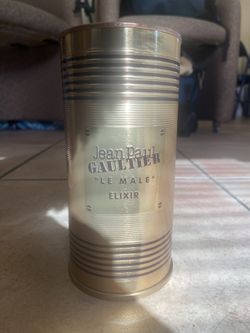 Jean Paul
GAULTIER
"LE MALE"
ELIXIR